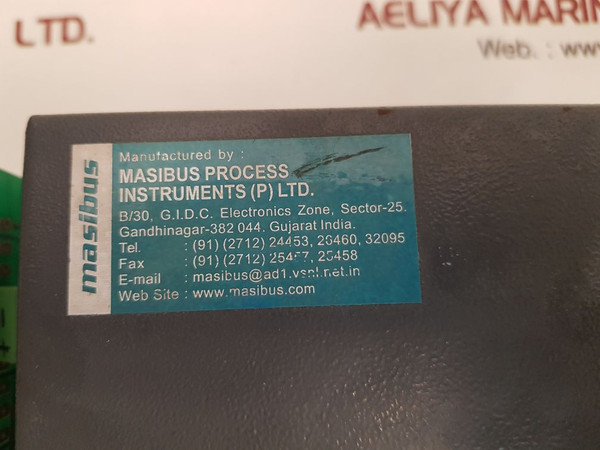 LTD.
AELIYA MARIN
Web. : www
masibus
Manufactured by :
MASIBUS PROCESS
INSTRUMENTS (P) LTD.
B/30, G.I.D.C. Electronics Zone, Sector-25.
Gandhinagar-382 044. Gujarat India.
Tel. : (91) (2712) 24453, 26460, 32095
Fax : (91) (2712) 25458
E-mail : masibus@ad1.vsnl.net.in
Web Site : www.masibus.com